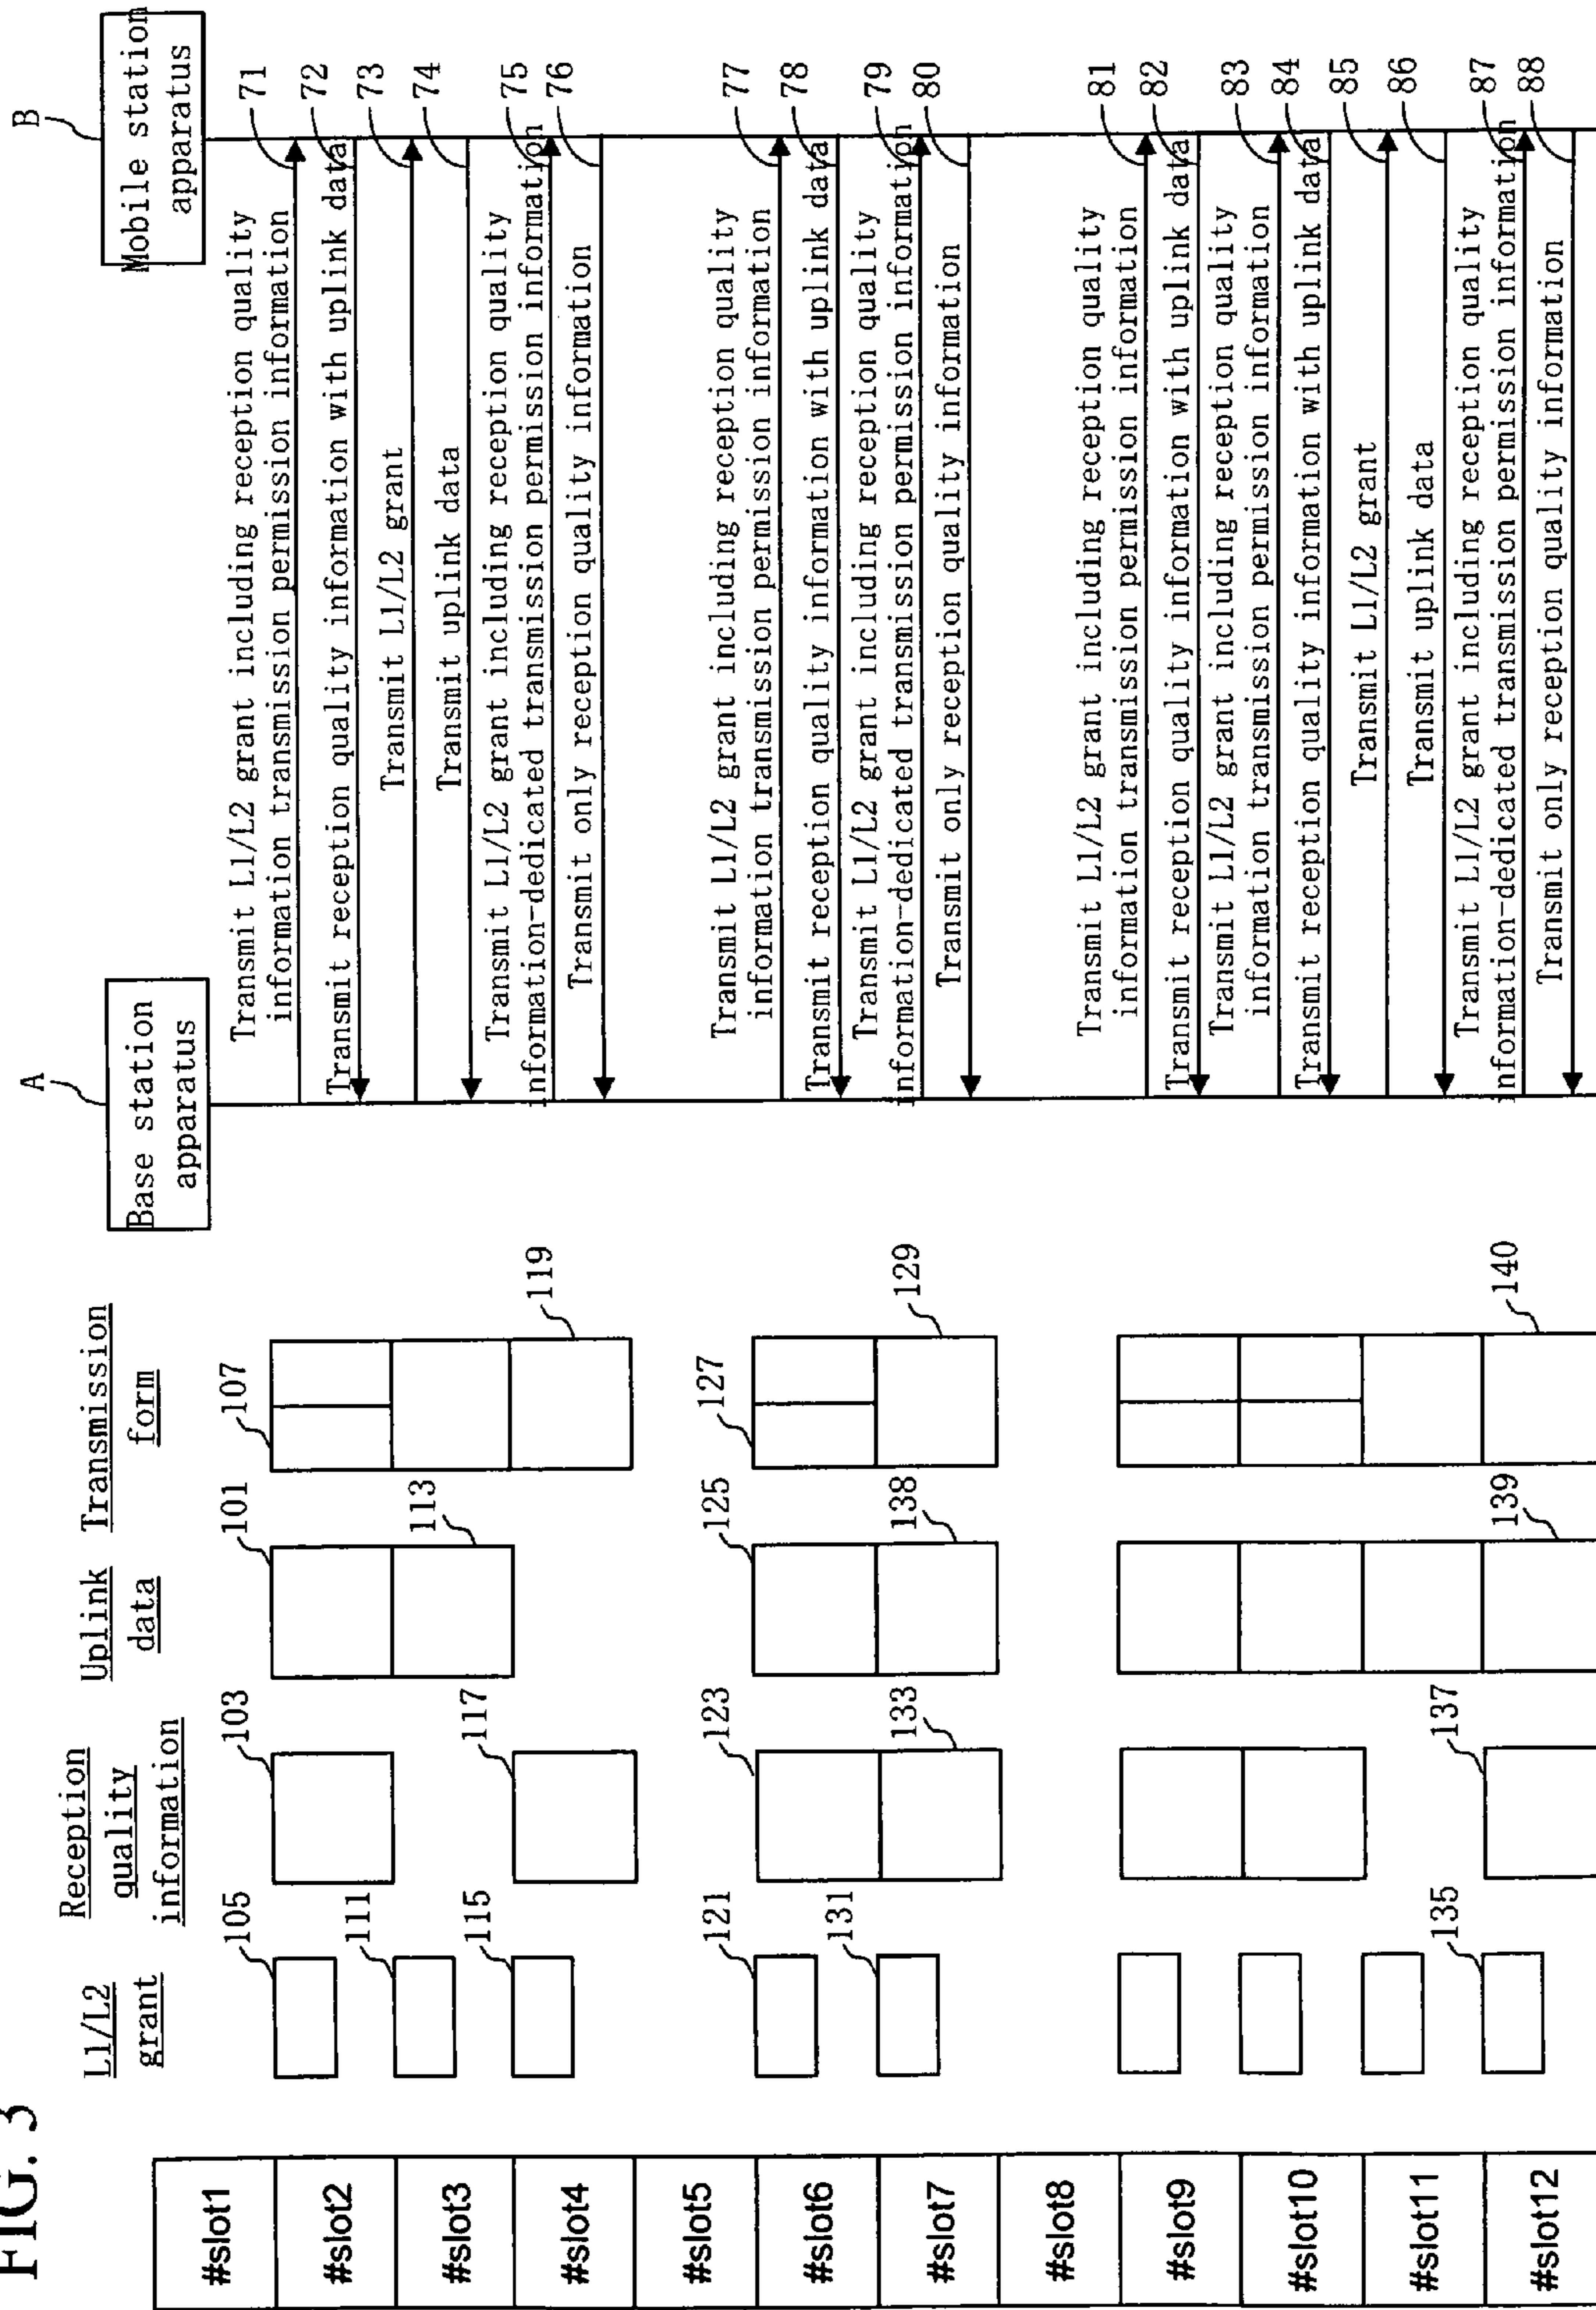 FIG. 3
L1/L2
grant
Reception
quality
information
Uplink
data
Transmission
form
A
Base station
apparatus
B
Mobile station
apparatus
#slot1
#slot2
#slot3
#slot4
#slot5
#slot6
#slot7
#slot8
#slot9
#slot10
#slot11
#slot12
105
111
115
121
131
135
103
117
123
133
137
101
113
125
138
139
107
119
127
129
140
Transmit L1/L2 grant including reception quality
information transmission permission information
71
Transmit reception quality information with uplink data
72
Transmit L1/L2 grant
73
Transmit uplink data
74
Transmit L1/L2 grant including reception quality
information-dedicated transmission permission information
75
Transmit only reception quality information
76
Transmit L1/L2 grant including reception quality
information transmission permission information
77
Transmit reception quality information with uplink data
78
Transmit L1/L2 grant including reception quality
information-dedicated transmission permission information
79
Transmit only reception quality information
80
Transmit L1/L2 grant including reception quality
information transmission permission information
81
Transmit reception quality information with uplink data
82
Transmit L1/L2 grant including reception quality
information transmission permission information
83
Transmit reception quality information with uplink data
84
Transmit L1/L2 grant
85
Transmit uplink data
86
Transmit L1/L2 grant including reception quality
information-dedicated transmission permission information
87
Transmit only reception quality information
88